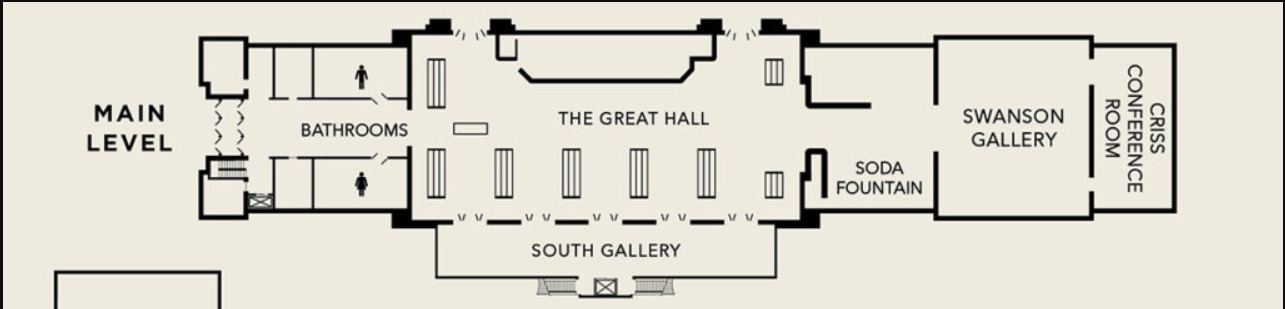 MAIN
LEVEL
BATHROOMS
THE GREAT HALL
SOUTH GALLERY
SODA
FOUNTAIN
SWANSON
GALLERY
CRISS
CONFERENCE
ROOM